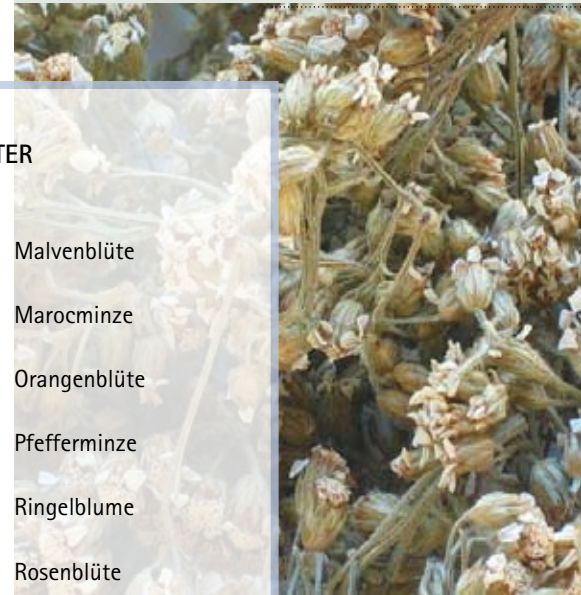 TER
Malvenblüte
Marocminze
Orangenblüte
Pfefferminze
Ringelblume
Rosenblüte